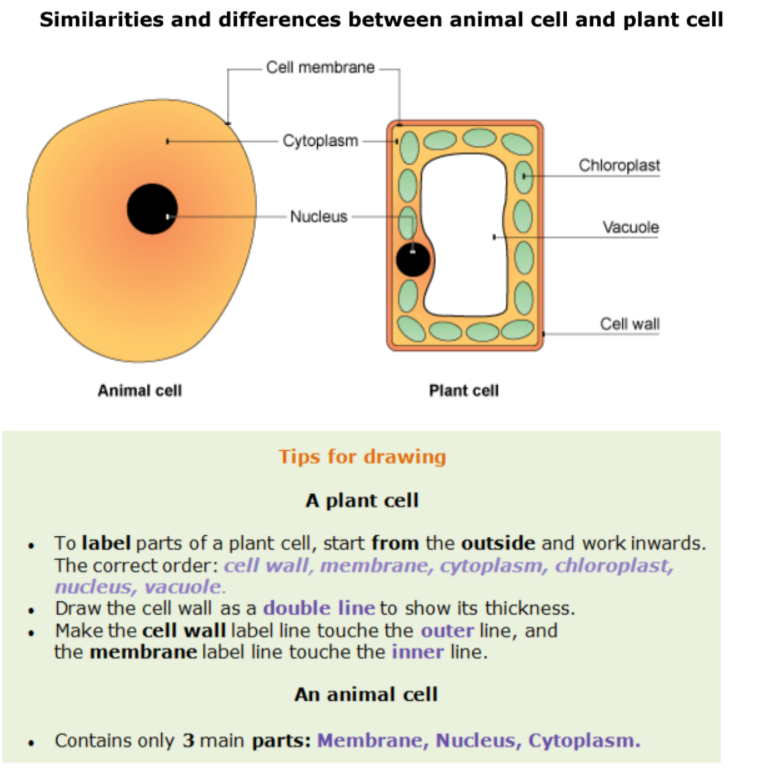 Similarities and differences between animal cell and plant cell
Cell membrane
Cytoplasm
Chloroplast
Nucleus
Vacuole
Cell wall
Animal cell
Plant cell
Tips for drawing
A plant cell
• To label parts of a plant cell, start from the outside and work inwards.
The correct order: cell wall, membrane, cytoplasm, chloroplast,
nucleus, vacuole.
• Draw the cell wall as a double line to show its thickness.
• Make the cell wall label line touche the outer line, and
the membrane label line touche the inner line.
An animal cell
• Contains only 3 main parts: Membrane, Nucleus, Cytoplasm.